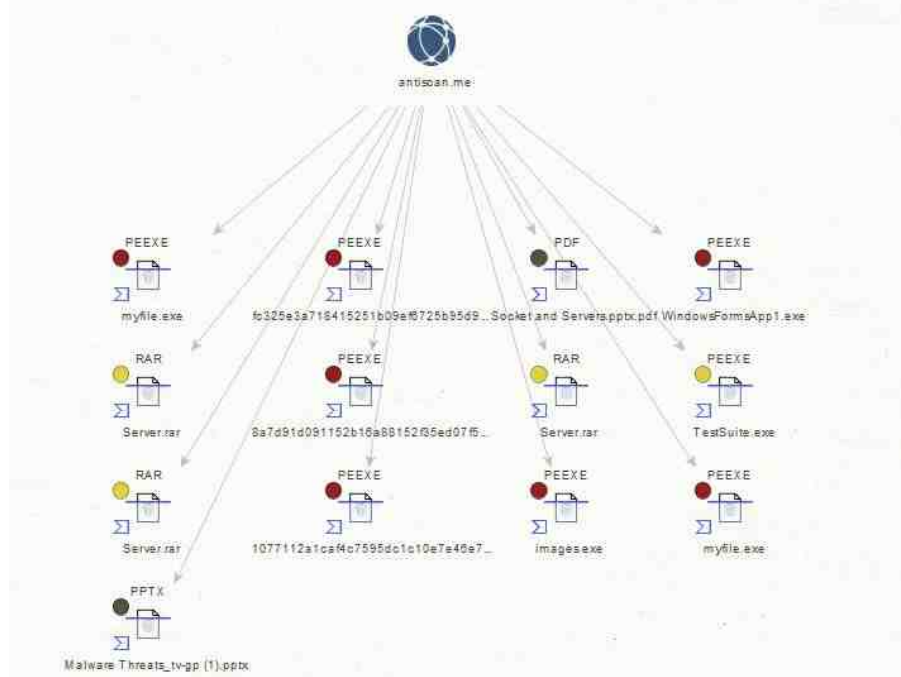 antiscan.me
PEEXE PEEXE PDF PEEXE
myfile.exe fc325e3a718415251b09ef6725b95d9... Socket and Servers.pptx.pdf WindowsFormsApp1.exe
RAR PEEXE RAR PEEXE
Server.rar 8a7d91d091152b16a88152f35ed07f5... Server.rar TestSuite.exe
RAR PEEXE PEEXE PEEXE
Server.rar 1077112a1caf4c7595dc1c10e7e46e7... images.exe myfile.exe
PPTX
Malware Threats_tv-gp (1).pptx